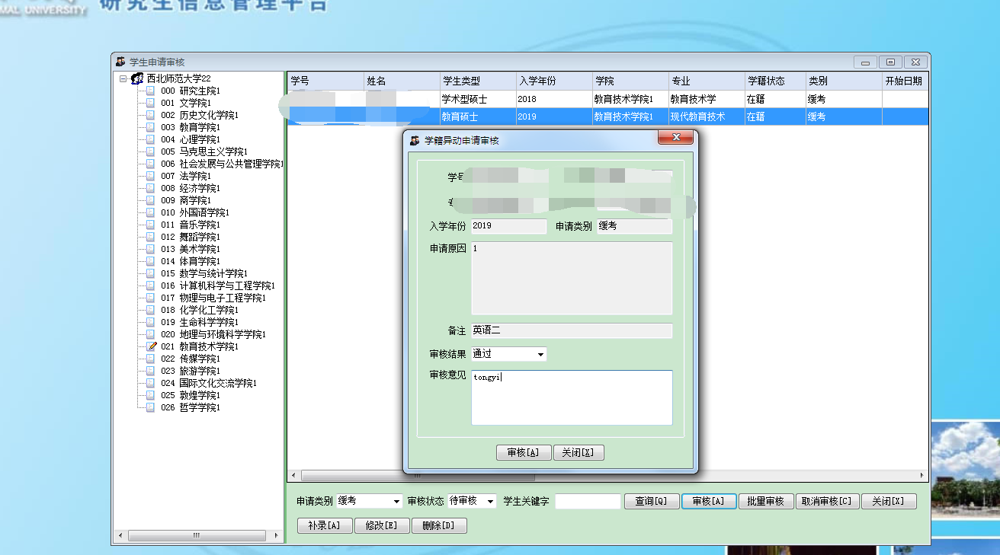 MAL UNIVERSITY
研究生信息管理平台
学生申请审核
西北师范大学22
000 研究生院1
001 文学院1
002 历史文化学院1
003 教育学院1
004 心理学院1
005 马克思主义学院1
006 社会发展与公共管理学院1
007 法学院1
008 经济学院1
009 商学院1
010 外国语学院1
011 音乐学院1
012 舞蹈学院1
013 美术学院1
014 体育学院1
015 数学与统计学院1
016 计算机科学与工程学院1
017 物理与电子工程学院1
018 化学化工学院1
019 生命科学学院1
020 地理与环境科学学院1
021 教育技术学院1
022 传媒学院1
023 旅游学院1
024 国际文化交流学院1
025 敦煌学院1
026 哲学学院1
学号 姓名 学生类型 入学年份 学院 专业 学籍状态 类别 开始日期
学术型硕士 2018 教育技术学院1 教育技术学 在籍 缓考
教育硕士 2019 教育技术学院1 现代教育技术 在籍 缓考
学籍异动申请审核
学号
入学年份 2019 申请类别 缓考
申请原因 1
备注 英语二
审核结果 通过
审核意见 tongyi
审核[A] 关闭[X]
申请类别 缓考 审核状态 待审核 学生关键字 查询[Q] 审核[A] 批量审核 取消审核[C] 关闭[X]
补录[A] 修改[E] 删除[D]